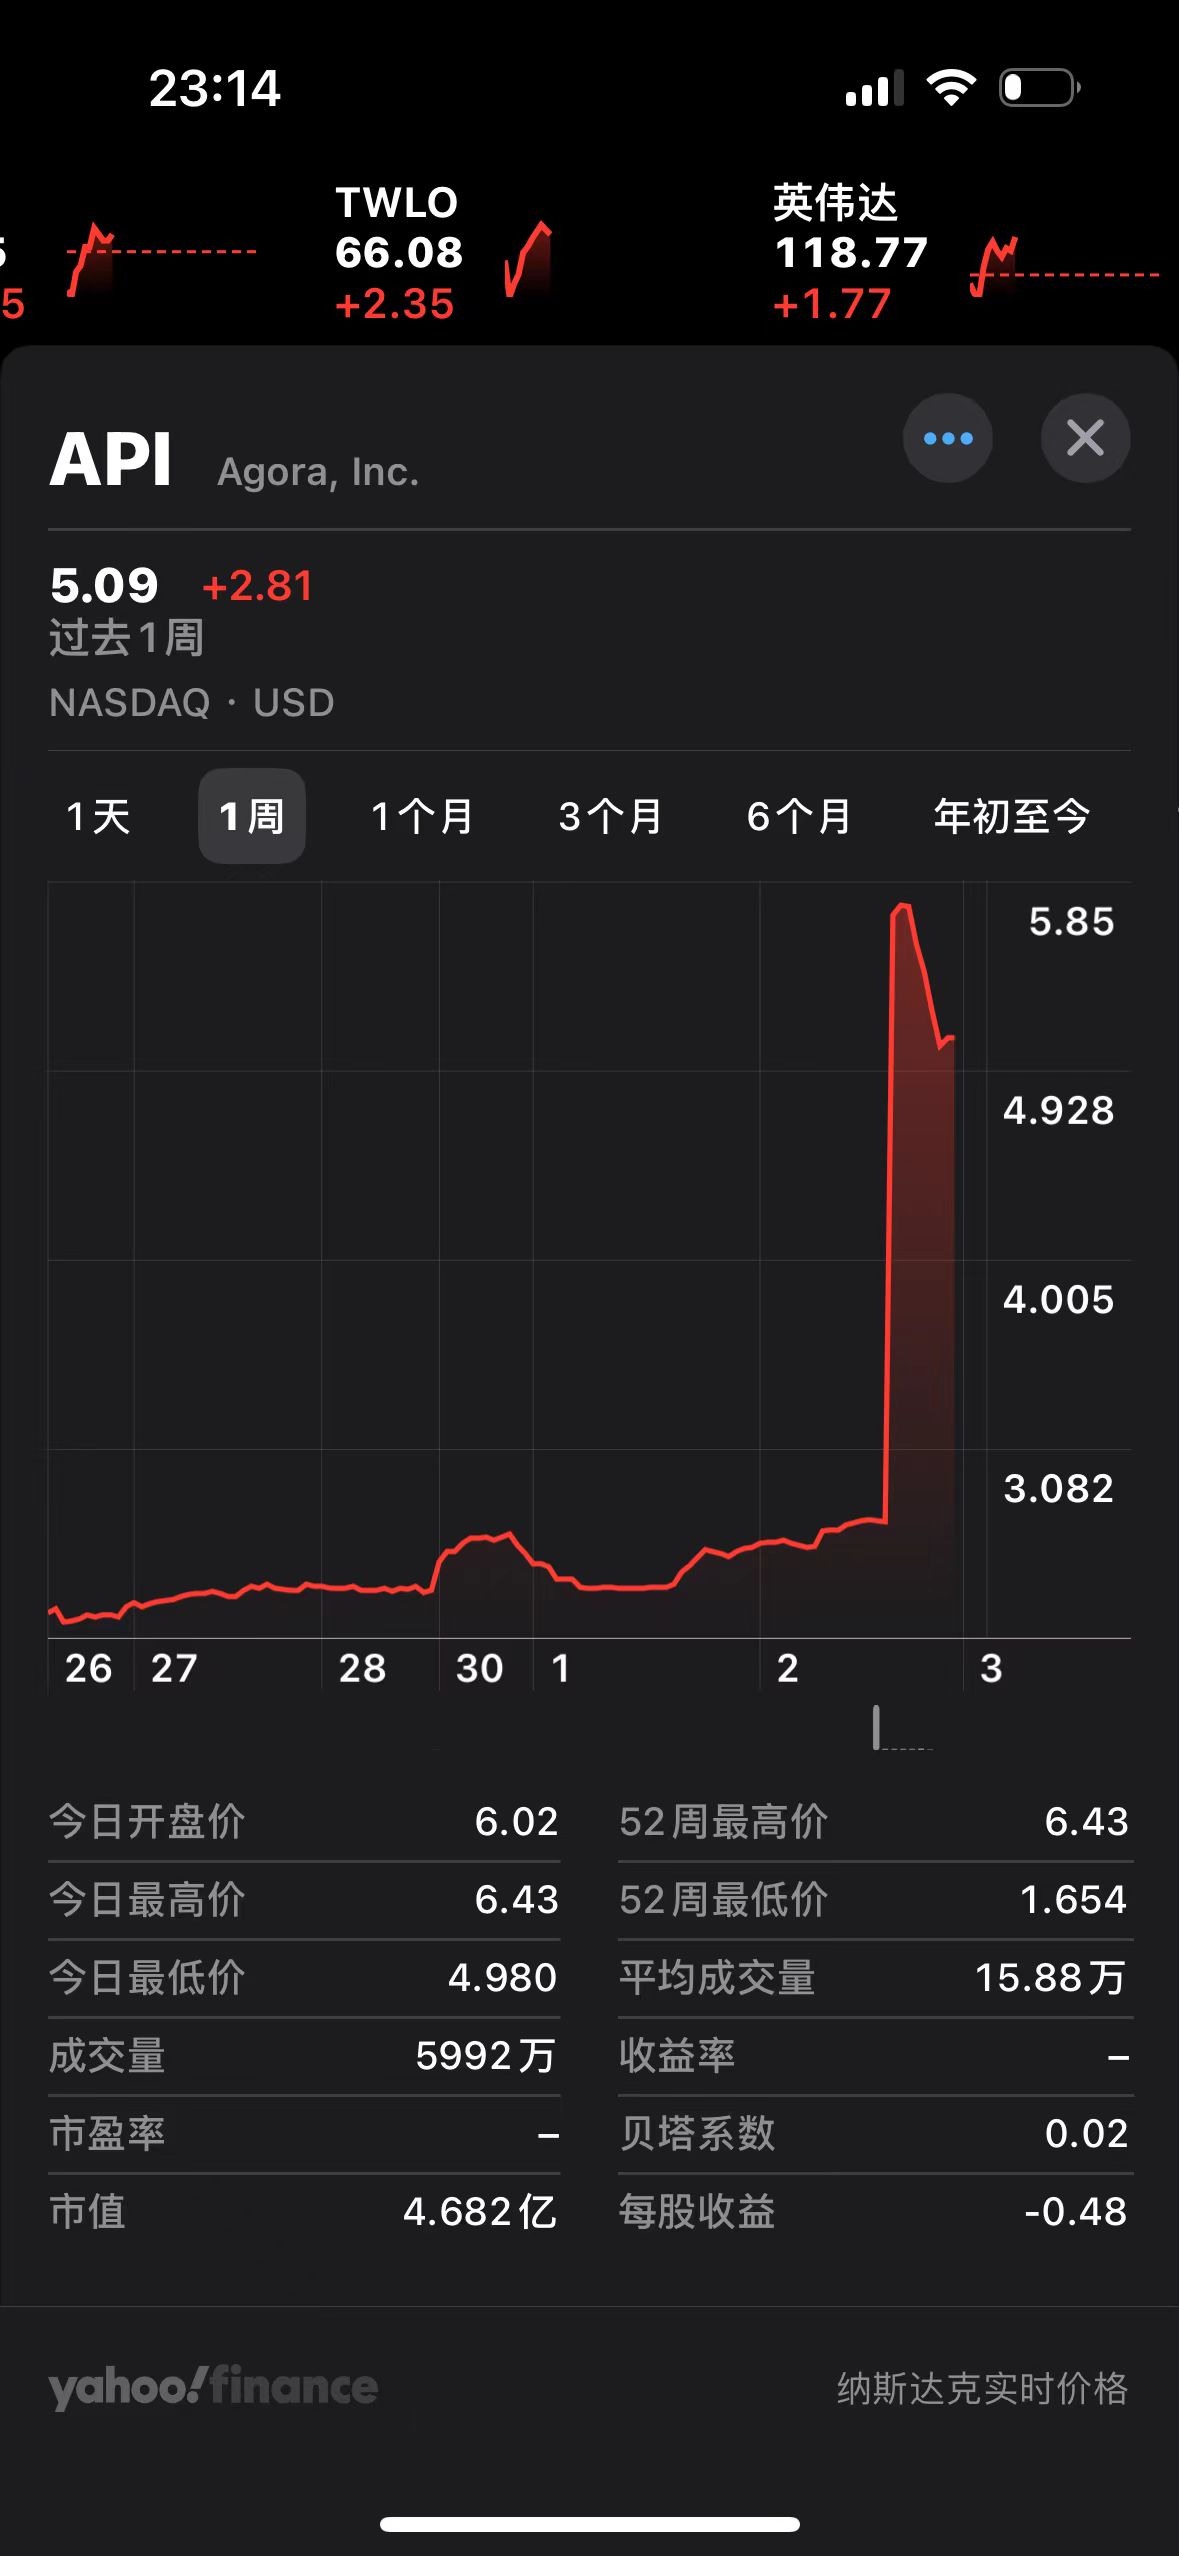 23:14
TWLO
英伟达
5
66.08
118.77
5
+2.35
+1.77
API Agora, Inc.
5.09 +2.81
过去1周
NASDAQ · USD
1天 1周 1个月 3个月 6个月 年初至今
5.85
4.928
4.005
3.082
26 27 28 30 1 2 3
今日开盘价 6.02 52周最高价 6.43
今日最高价 6.43 52周最低价 1.654
今日最低价 4.980 平均成交量 15.88万
成交量 5992万 收益率 –
市盈率 – 贝塔系数 0.02
市值 4.682亿 每股收益 -0.48
yahoo!finance 纳斯达克实时价格